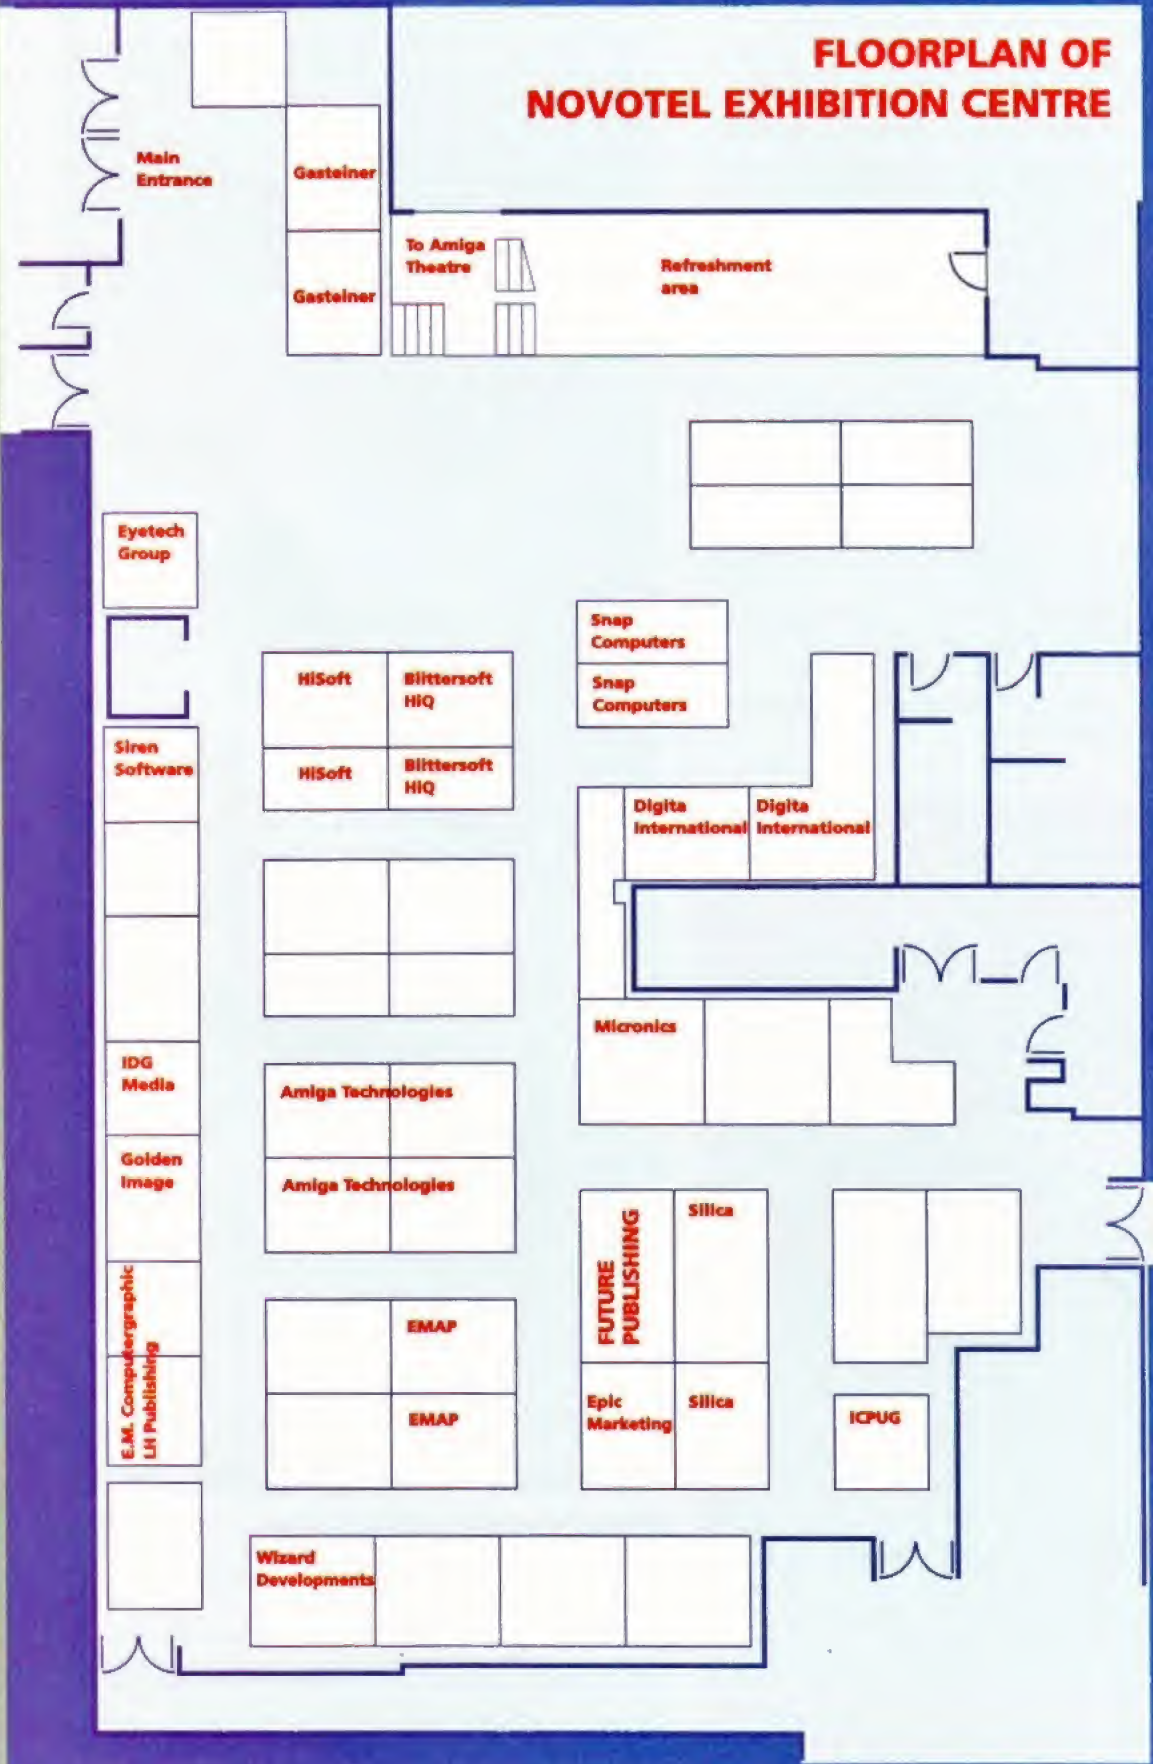 FLOORPLAN OF
NOVOTEL EXHIBITION CENTRE
Main
Entrance
Gasteiner
Gasteiner
To Amiga
Theatre
Refreshment
area
Eyetech
Group
Snap
Computers
Snap
Computers
HiSoft
Blittersoft
HiQ
HiSoft
Blittersoft
HiQ
Siren
Software
Digita
International
Digita
International
Micronics
IDG
Media
Amiga Technologies
Amiga Technologies
Golden
Image
FUTURE
PUBLISHING
Silica
E.M. Computergraphic
LH Publishing
EMAP
EMAP
Epic
Marketing
Silica
ICPUG
Wizard
Developments